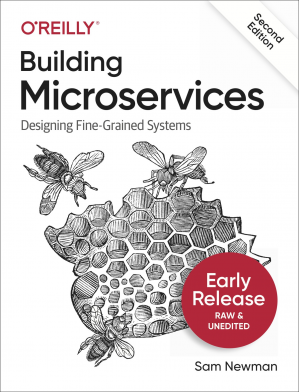 O'REILLY®
Second
Edition
Building
Microservices
Designing Fine-Grained Systems
Early
Release
RAW &
UNEDITED
Sam Newman